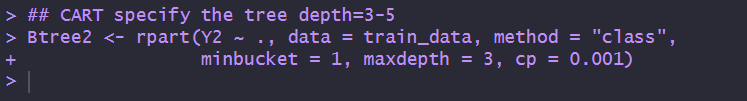 > ## CART specify the tree depth=3-5
> Btree2 <- rpart(Y2 ~ ., data = train_data, method = "class",
+                 minbucket = 1, maxdepth = 3, cp = 0.001)
>